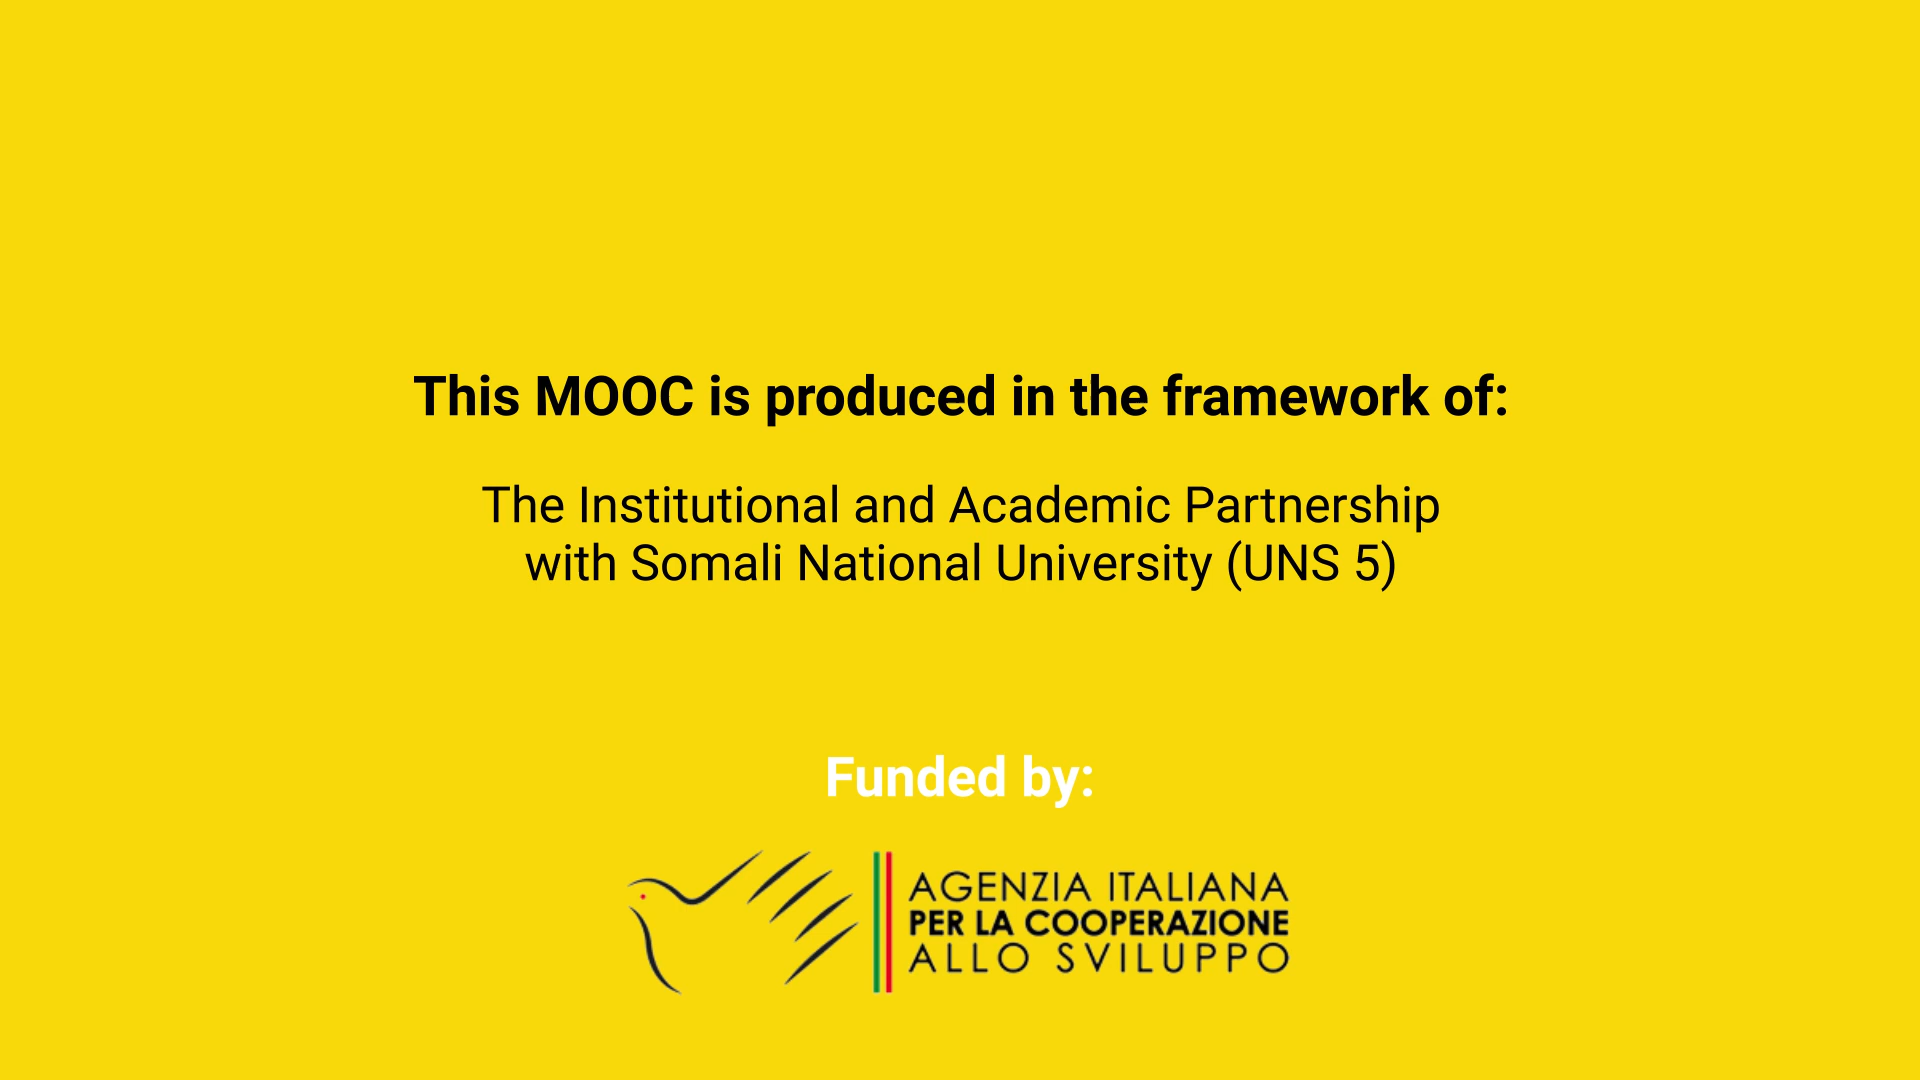 This MOOC is produced in the framework of:
The Institutional and Academic Partnership
with Somali National University (UNS 5)
Funded by:
AGENZIA ITALIANA
PER LA COOPERAZIONE
ALLO SVILUPPO